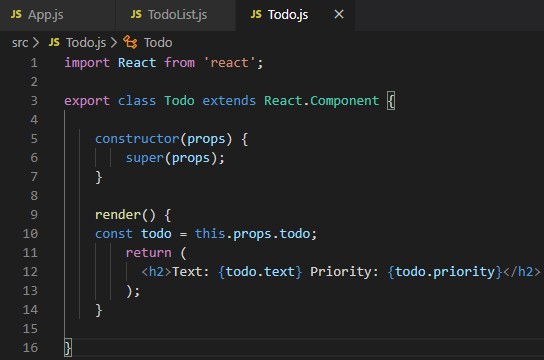 JS App.js JS TodoList.js JS Todo.js ×
src > JS Todo.js > Todo
1 import React from 'react';
2
3 export class Todo extends React.Component {
4
5     constructor(props) {
6         super(props);
7     }
8
9     render() {
10     const todo = this.props.todo;
11         return (
12           <h2>Text: {todo.text} Priority: {todo.priority}</h2>
13         );
14     }
15
16 }